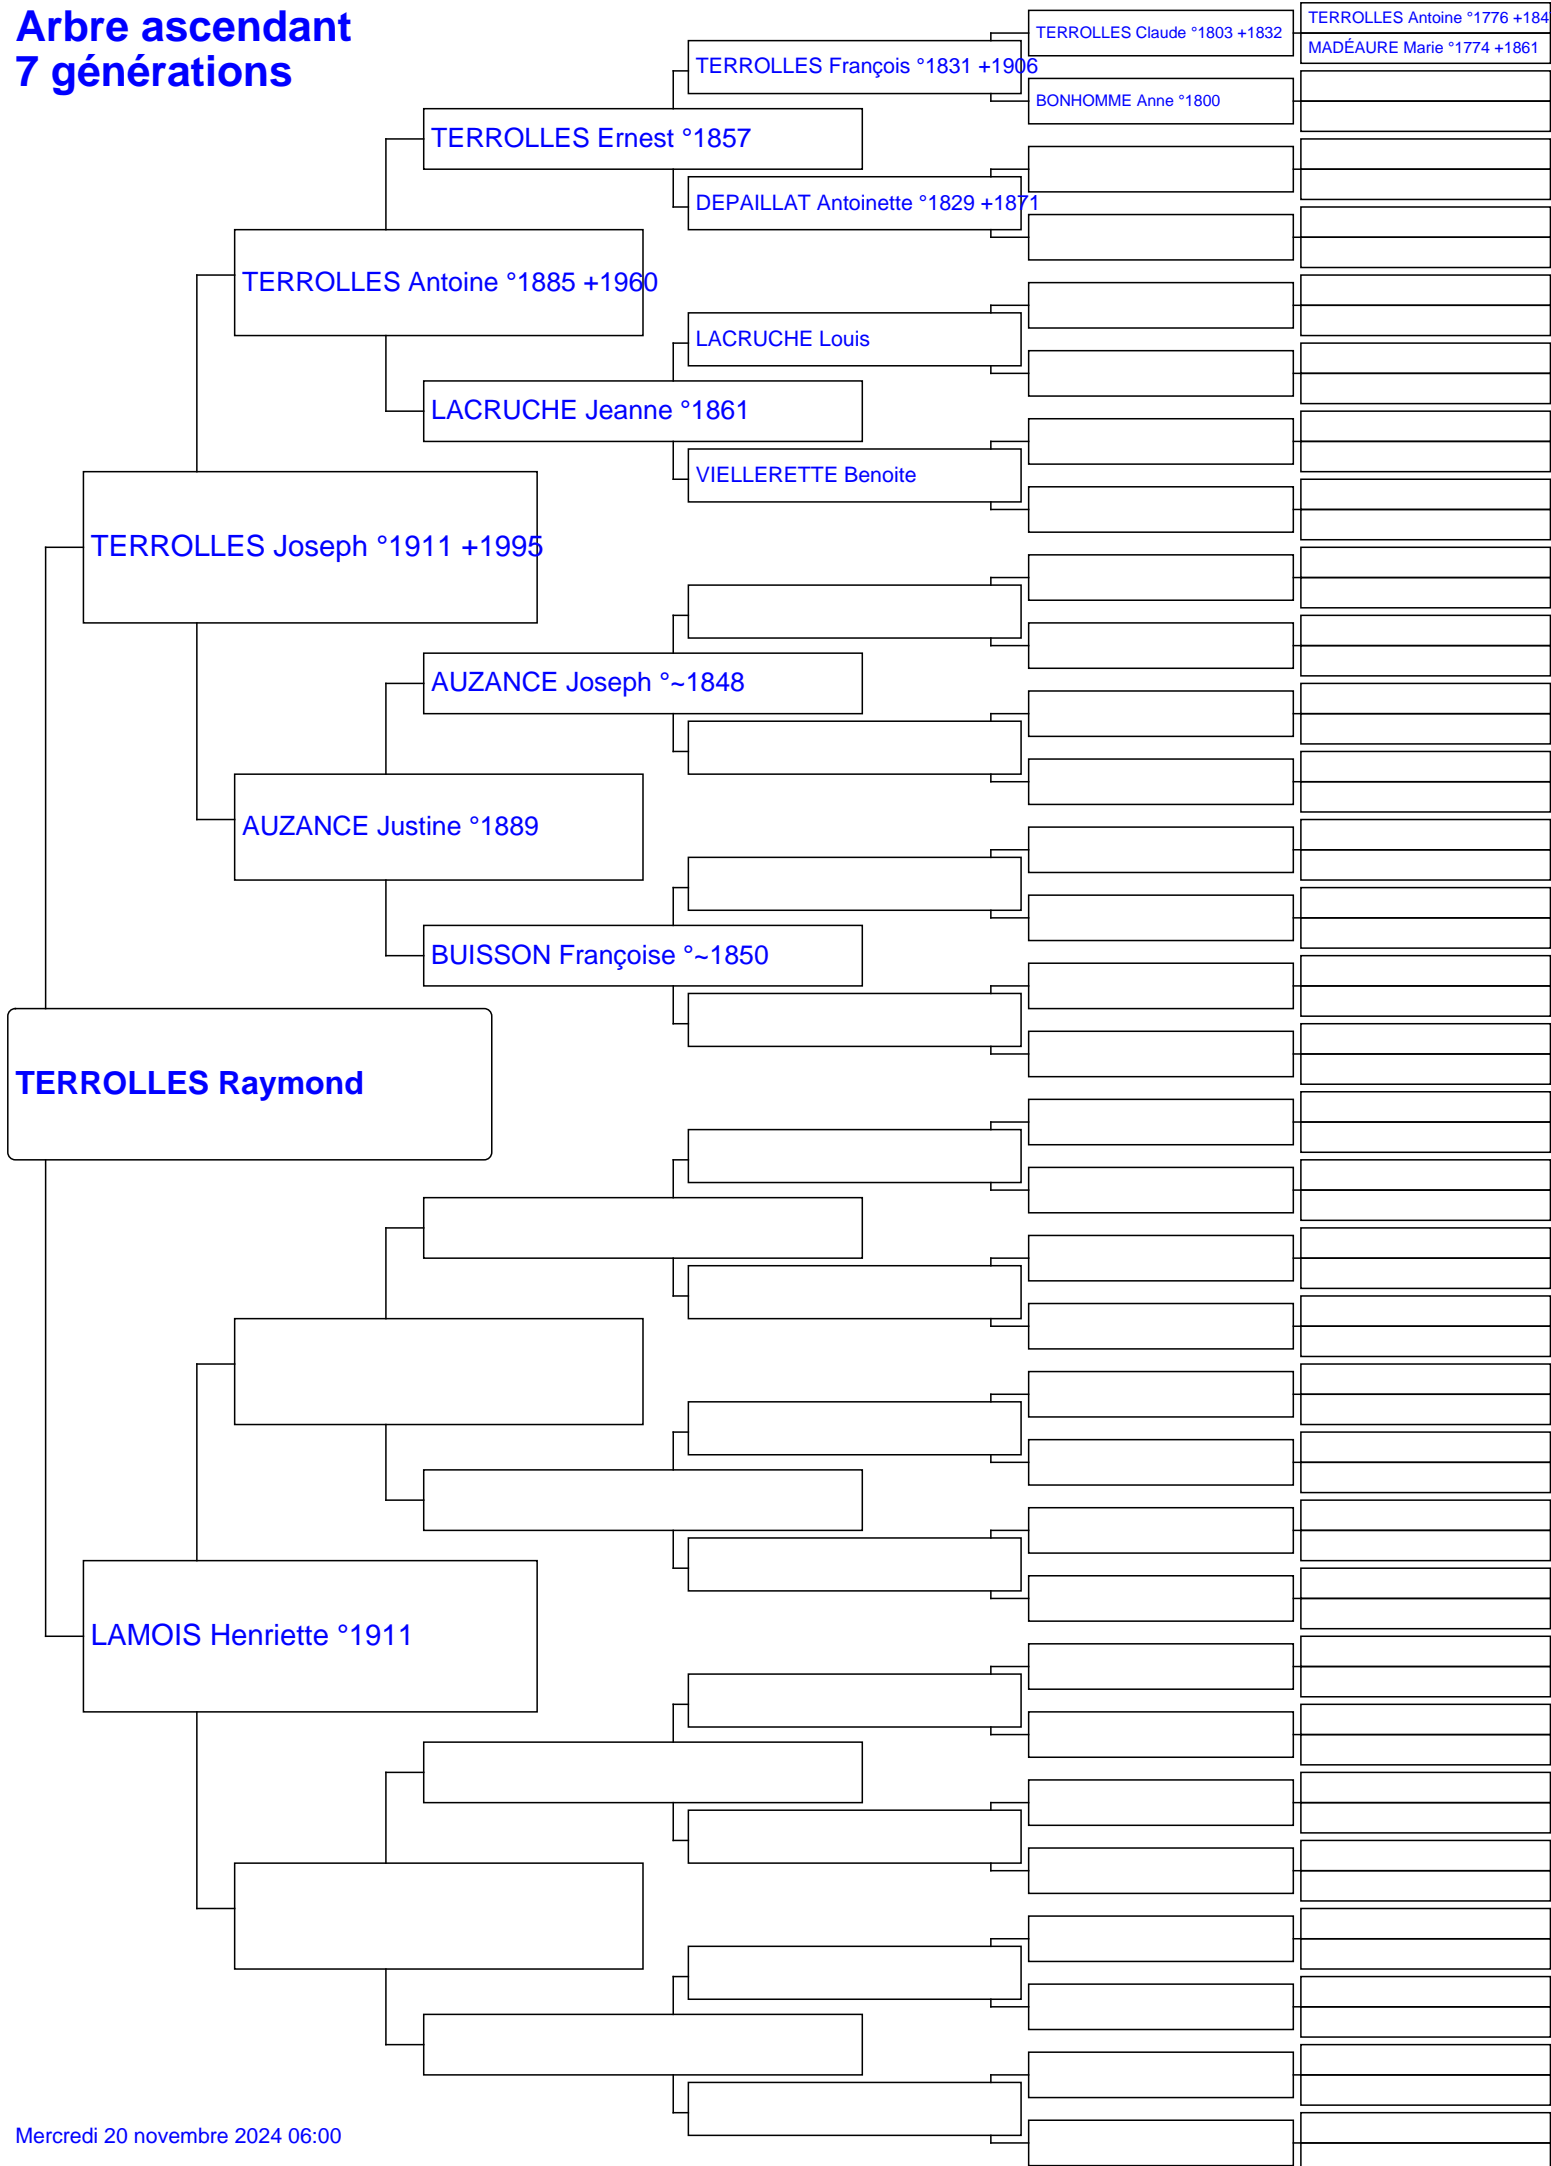 Arbre ascendant
7 générations
TERROLLES Claude °1803 +1832
TERROLLES Antoine °1776 +184
MADÉAURE Marie °1774 +1861
TERROLLES François °1831 +1906
BONHOMME Anne °1800
TERROLLES Ernest °1857
DEPAILLAT Antoinette °1829 +1871
TERROLLES Antoine °1885 +1960
LACRUCHE Louis
LACRUCHE Jeanne °1861
VIELLERETTE Benoite
TERROLLES Joseph °1911 +1995
AUZANCE Joseph °~1848
AUZANCE Justine °1889
BUISSON Françoise °~1850
TERROLLES Raymond
LAMOIS Henriette °1911
Mercredi 20 novembre 2024 06:00